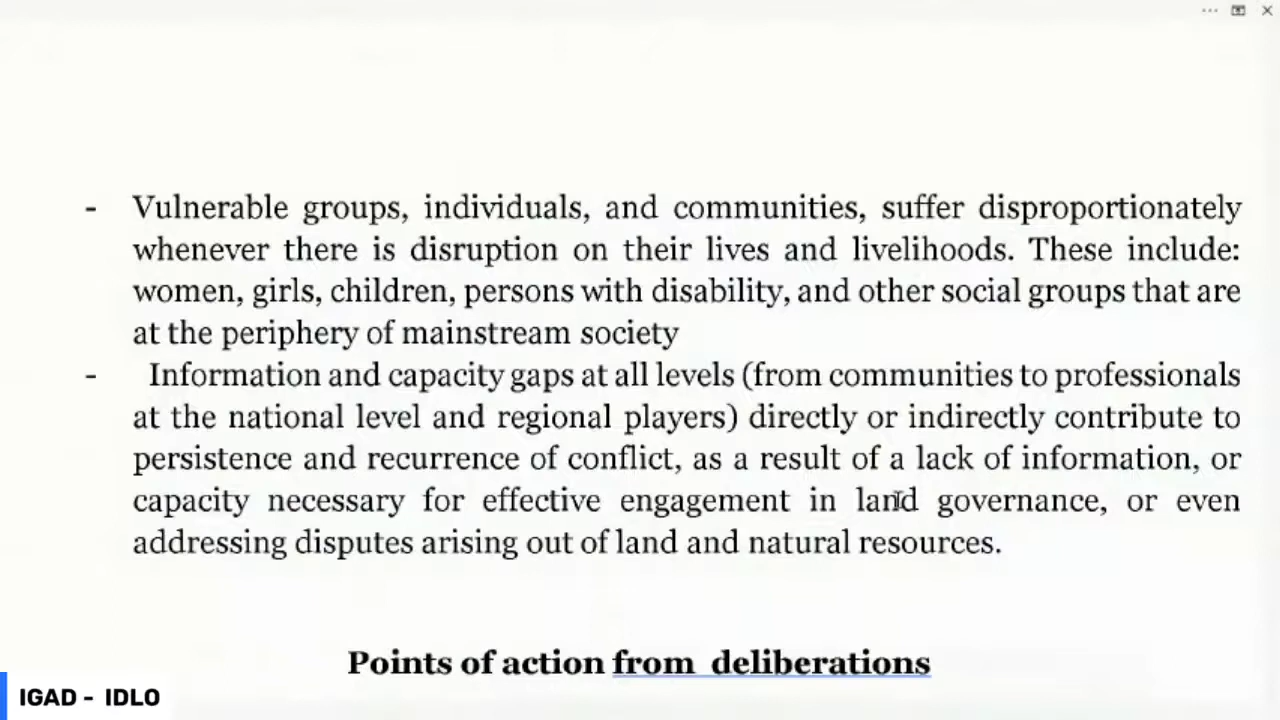 - Vulnerable groups, individuals, and communities, suffer disproportionately
whenever there is disruption on their lives and livelihoods. These include:
women, girls, children, persons with disability, and other social groups that are
at the periphery of mainstream society
- Information and capacity gaps at all levels (from communities to professionals
at the national level and regional players) directly or indirectly contribute to
persistence and recurrence of conflict, as a result of a lack of information, or
capacity necessary for effective engagement in land governance, or even
addressing disputes arising out of land and natural resources.
Points of action from deliberations
IGAD - IDLO